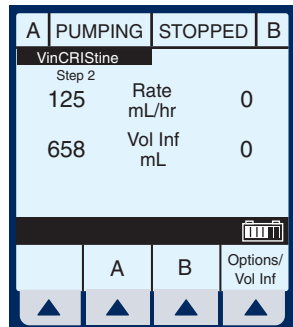 A PUMPING STOPPED B
VinCRIStine
Step 2
125 Rate mL/hr 0
658 Vol Inf mL 0
A B Options/
Vol Inf